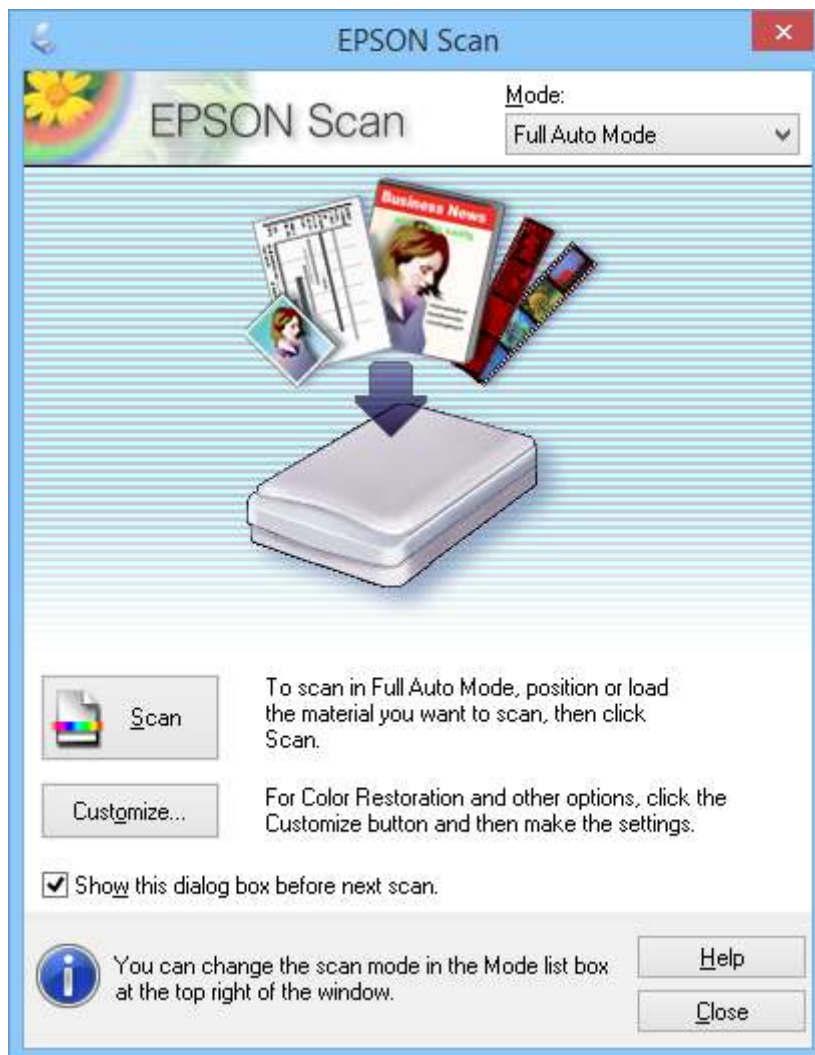 EPSON Scan
EPSON Scan
Mode:
Full Auto Mode
Business News
Scan
To scan in Full Auto Mode, position or load
the material you want to scan, then click
Scan.
Customize...
For Color Restoration and other options, click the
Customize button and then make the settings.
Show this dialog box before next scan.
You can change the scan mode in the Mode list box
at the top right of the window.
Help
Close